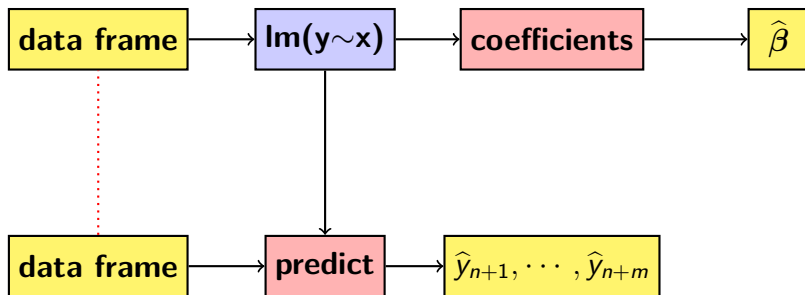 data frame
lm(y~x)
coefficients
β̂
data frame
predict
ŷₙ₊₁, ⋯ , ŷₙ₊ₘ